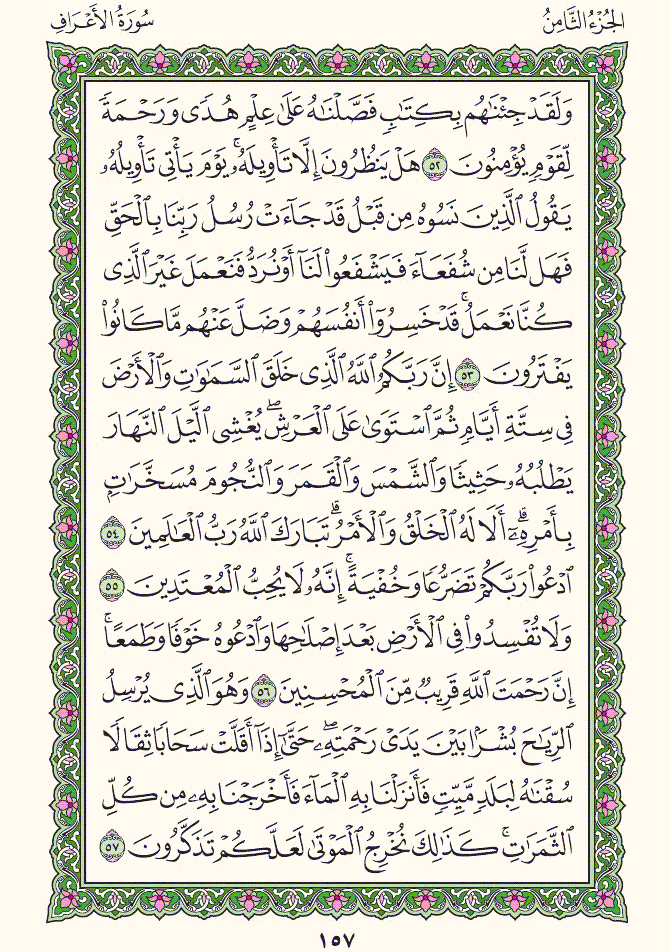 الجُزْءُ الثَّامِنُ
سُورَةُ الأَعْرَافِ
وَلَقَدْ جِئْنَٰهُم بِكِتَٰبٍ فَصَّلْنَٰهُ عَلَىٰ عِلْمٍ هُدًى وَرَحْمَةً
لِّقَوْمٍ يُؤْمِنُونَ ٥٢ هَلْ يَنظُرُونَ إِلَّا تَأْوِيلَهُۥۚ يَوْمَ يَأْتِى تَأْوِيلُهُۥ
يَقُولُ ٱلَّذِينَ نَسُوهُ مِن قَبْلُ قَدْ جَآءَتْ رُسُلُ رَبِّنَا بِٱلْحَقِّ
فَهَل لَّنَا مِن شُفَعَآءَ فَيَشْفَعُوا۟ لَنَآ أَوْ نُرَدُّ فَنَعْمَلَ غَيْرَ ٱلَّذِى
كُنَّا نَعْمَلُۚ قَدْ خَسِرُوٓا۟ أَنفُسَهُمْ وَضَلَّ عَنْهُم مَّا كَانُوا۟
يَفْتَرُونَ ٥٣ إِنَّ رَبَّكُمُ ٱللَّهُ ٱلَّذِى خَلَقَ ٱلسَّمَٰوَٰتِ وَٱلْأَرْضَ
فِى سِتَّةِ أَيَّامٍ ثُمَّ ٱسْتَوَىٰ عَلَى ٱلْعَرْشِۖ يُغْشِى ٱلَّيْلَ ٱلنَّهَارَ
يَطْلُبُهُۥ حَثِيثًا وَٱلشَّمْسَ وَٱلْقَمَرَ وَٱلنُّجُومَ مُسَخَّرَٰتٍۭ
بِأَمْرِهِۦٓۗ أَلَا لَهُ ٱلْخَلْقُ وَٱلْأَمْرُۗ تَبَارَكَ ٱللَّهُ رَبُّ ٱلْعَٰلَمِينَ ٥٤
ٱدْعُوا۟ رَبَّكُمْ تَضَرُّعًا وَخُفْيَةًۚ إِنَّهُۥ لَا يُحِبُّ ٱلْمُعْتَدِينَ ٥٥
وَلَا تُفْسِدُوا۟ فِى ٱلْأَرْضِ بَعْدَ إِصْلَٰحِهَا وَٱدْعُوهُ خَوْفًا وَطَمَعًاۚ
إِنَّ رَحْمَتَ ٱللَّهِ قَرِيبٌ مِّنَ ٱلْمُحْسِنِينَ ٥٦ وَهُوَ ٱلَّذِى يُرْسِلُ
ٱلرِّيَٰحَ بُشْرًۢا بَيْنَ يَدَىْ رَحْمَتِهِۦۖ حَتَّىٰٓ إِذَآ أَقَلَّتْ سَحَابًا ثِقَالًا
سُقْنَٰهُ لِبَلَدٍ مَّيِّتٍ فَأَنزَلْنَا بِهِ ٱلْمَآءَ فَأَخْرَجْنَا بِهِۦ مِن كُلِّ
ٱلثَّمَرَٰتِۚ كَذَٰلِكَ نُخْرِجُ ٱلْمَوْتَىٰ لَعَلَّكُمْ تَذَكَّرُونَ ٥٧
١٥٧